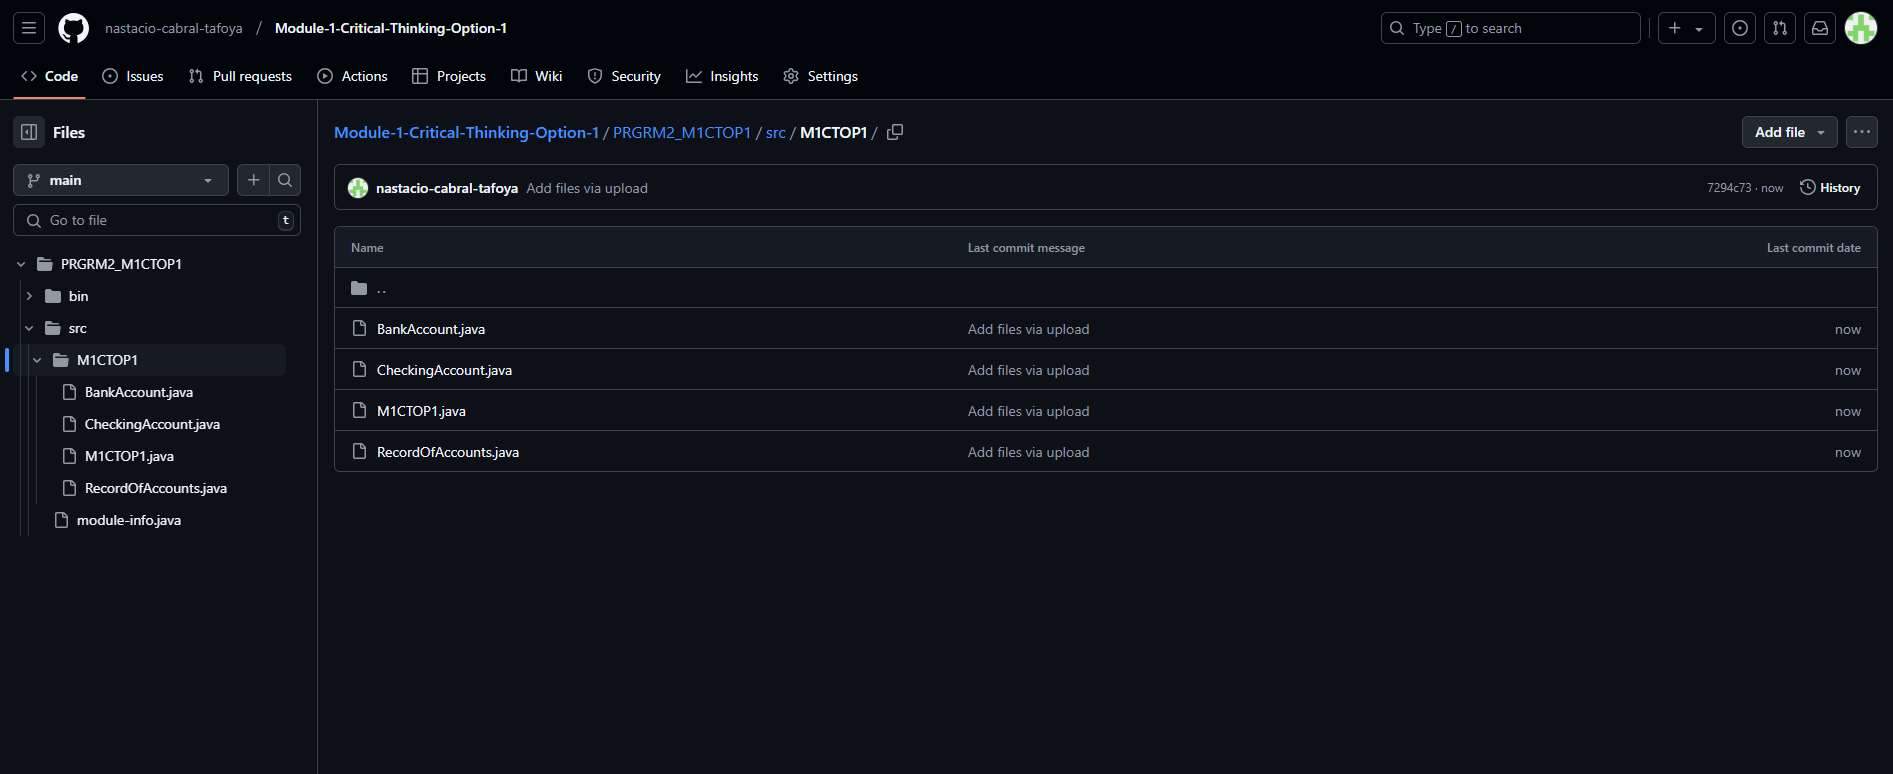 nastacio-cabral-tafoya / Module-1-Critical-Thinking-Option-1
Type / to search
Code Issues Pull requests Actions Projects Wiki Security Insights Settings
Files
main
Go to file t
PRGRM2_M1CTOP1
bin
src
M1CTOP1
BankAccount.java
CheckingAccount.java
M1CTOP1.java
RecordOfAccounts.java
module-info.java
Module-1-Critical-Thinking-Option-1 / PRGRM2_M1CTOP1 / src / M1CTOP1 /
Add file
nastacio-cabral-tafoya Add files via upload 7294c73 · now History
Name Last commit message Last commit date
..
BankAccount.java Add files via upload now
CheckingAccount.java Add files via upload now
M1CTOP1.java Add files via upload now
RecordOfAccounts.java Add files via upload now